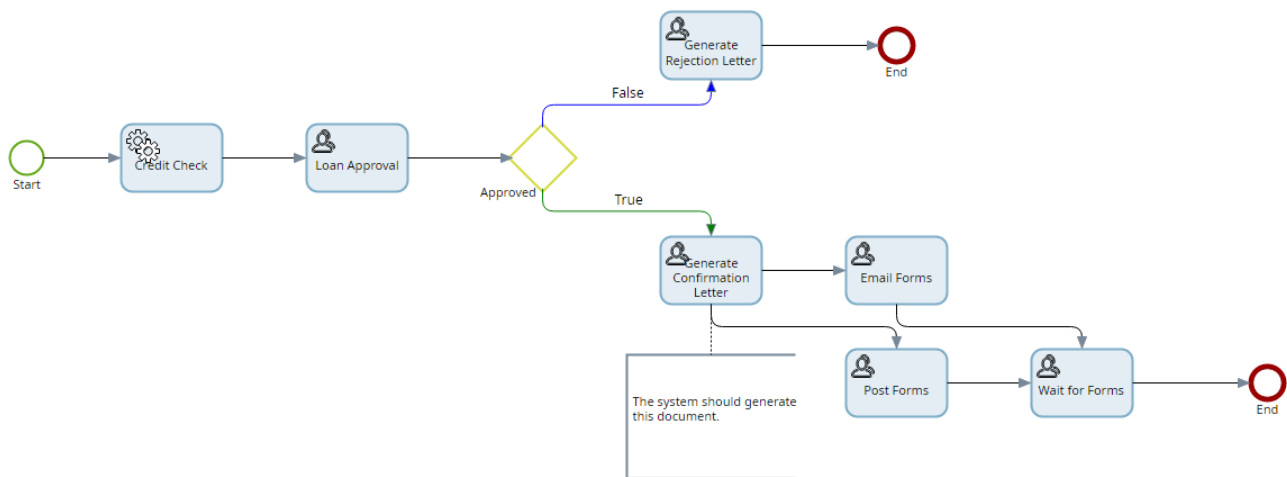 Generate
Rejection Letter
End
False
Start
Credit Check
Loan Approval
Approved
True
Generate
Confirmation
Letter
Email Forms
Post Forms
Wait for Forms
End
The system should generate
this document.